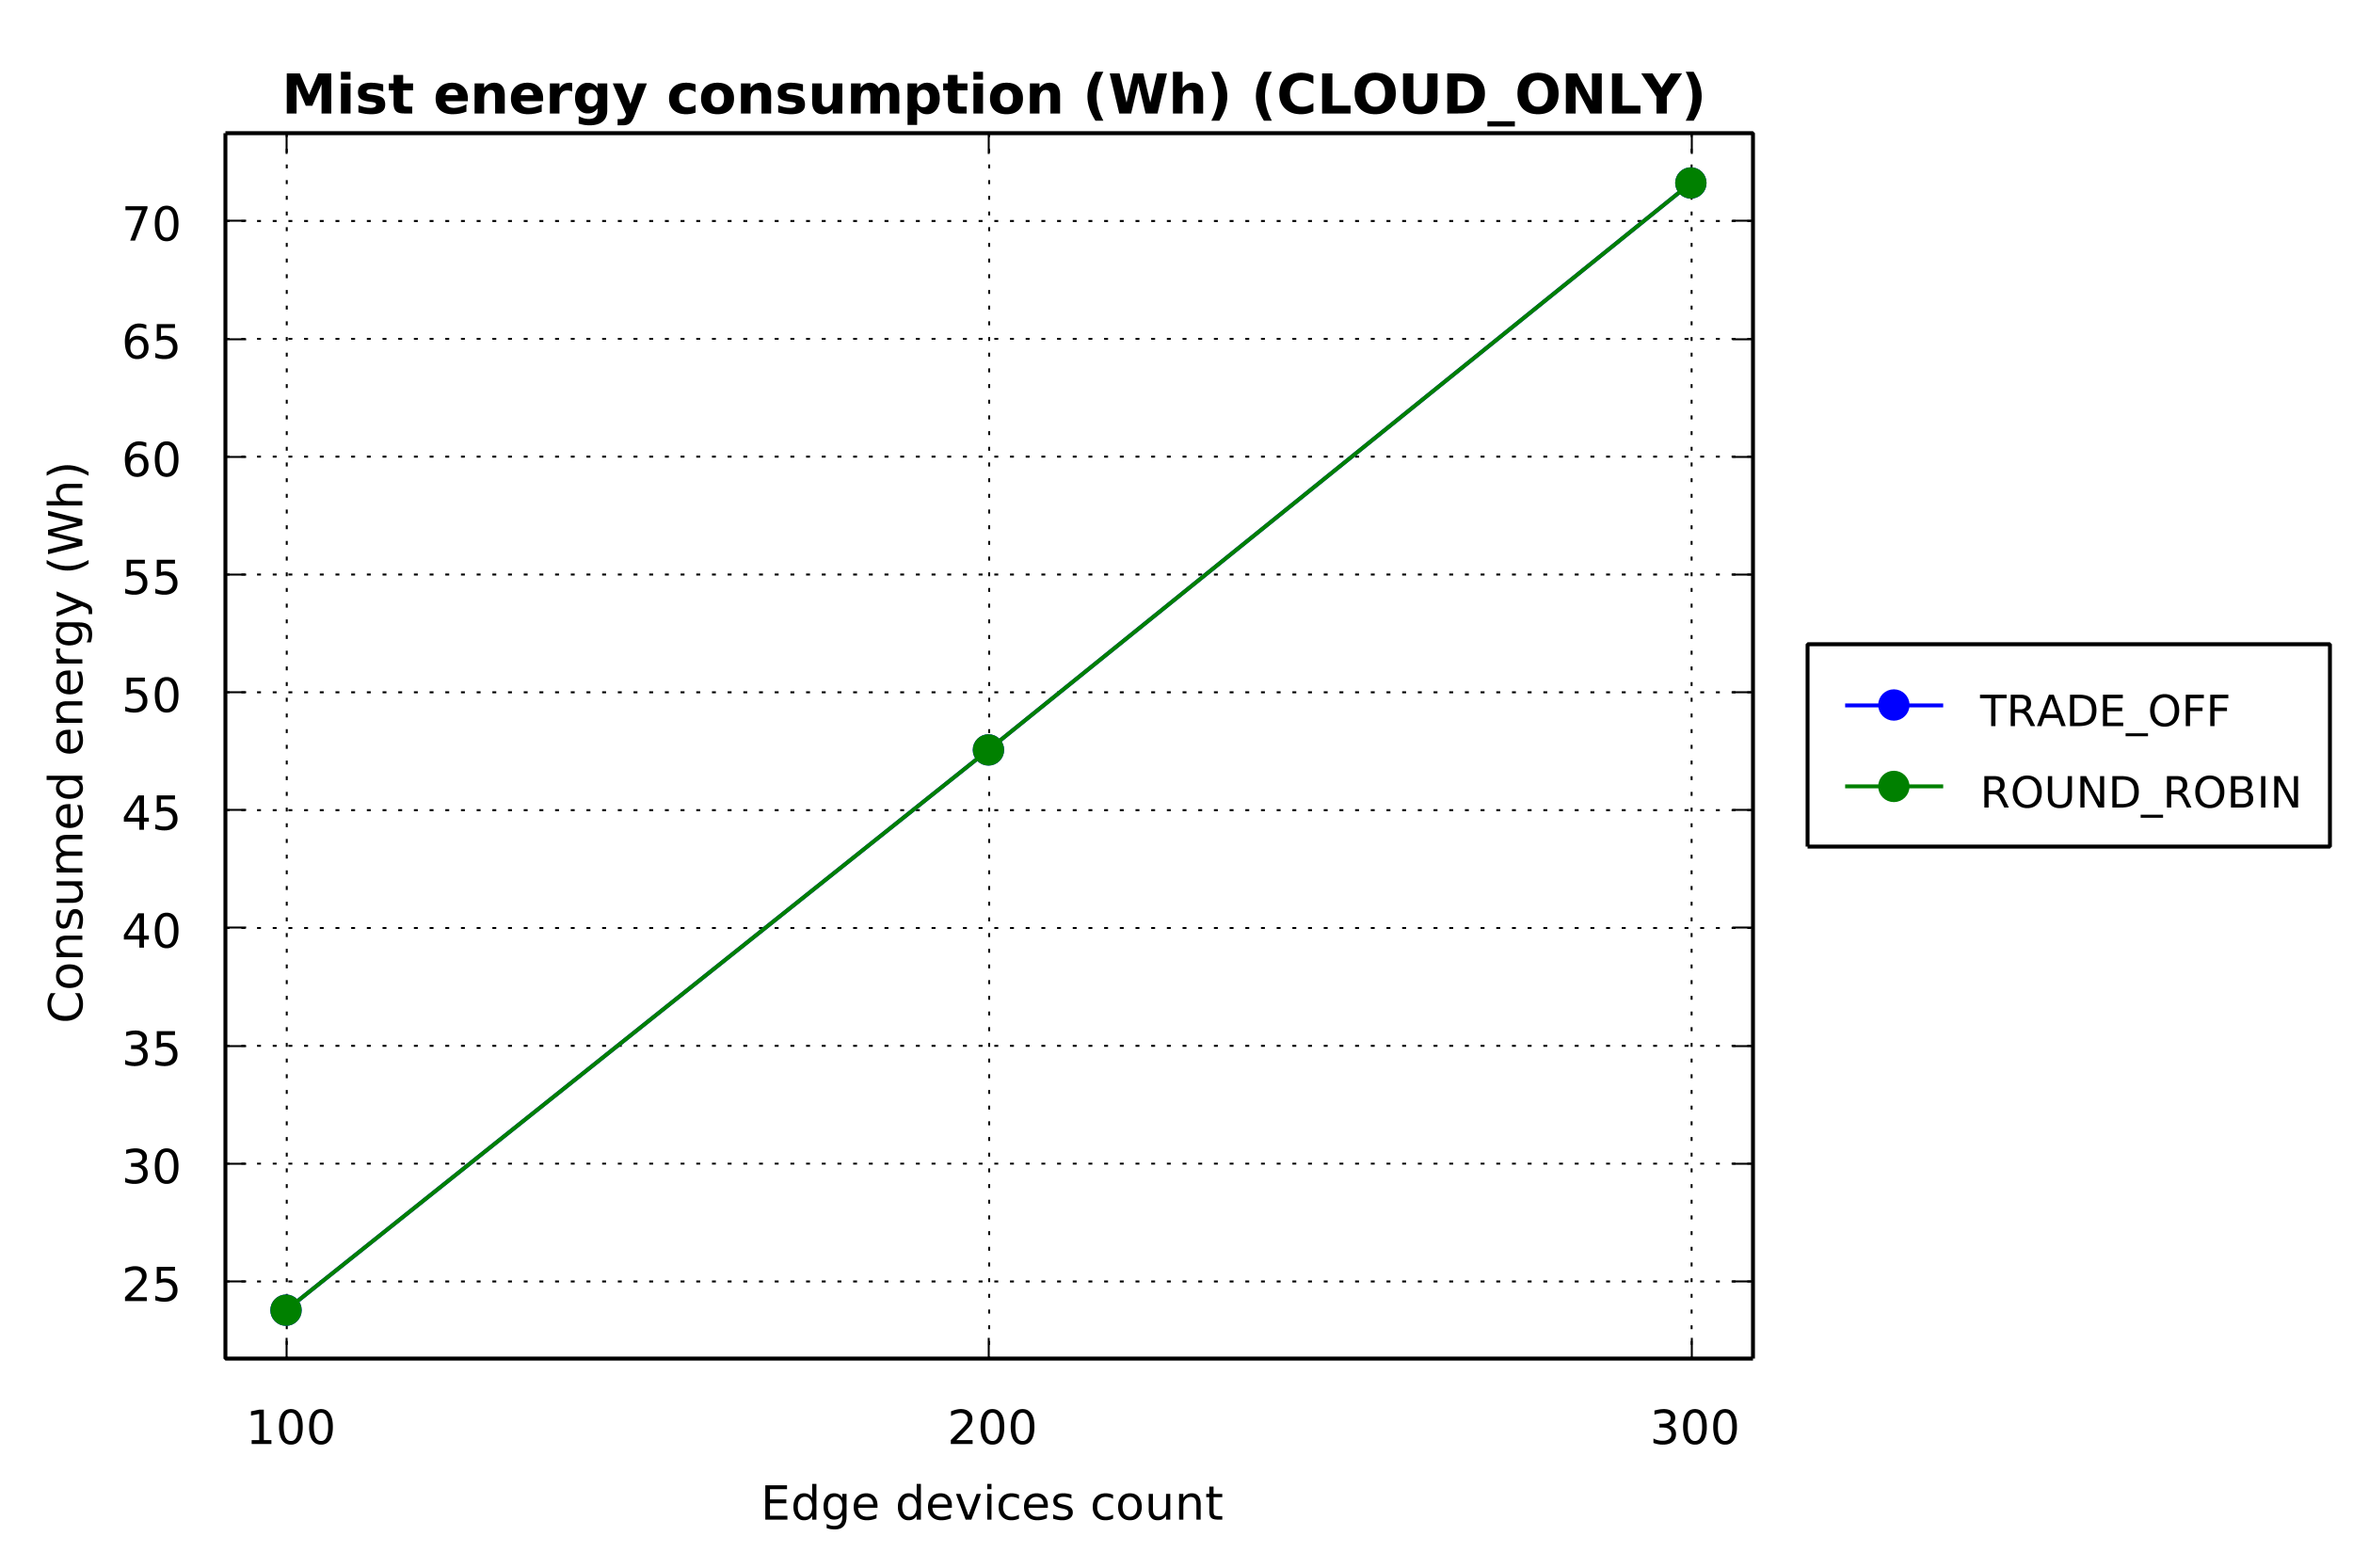 Mist energy consumption (Wh) (CLOUD_ONLY)
Consumed energy (Wh)
70
65
60
55
50
45
40
35
30
25
100 200 300
Edge devices count
TRADE_OFF
ROUND_ROBIN